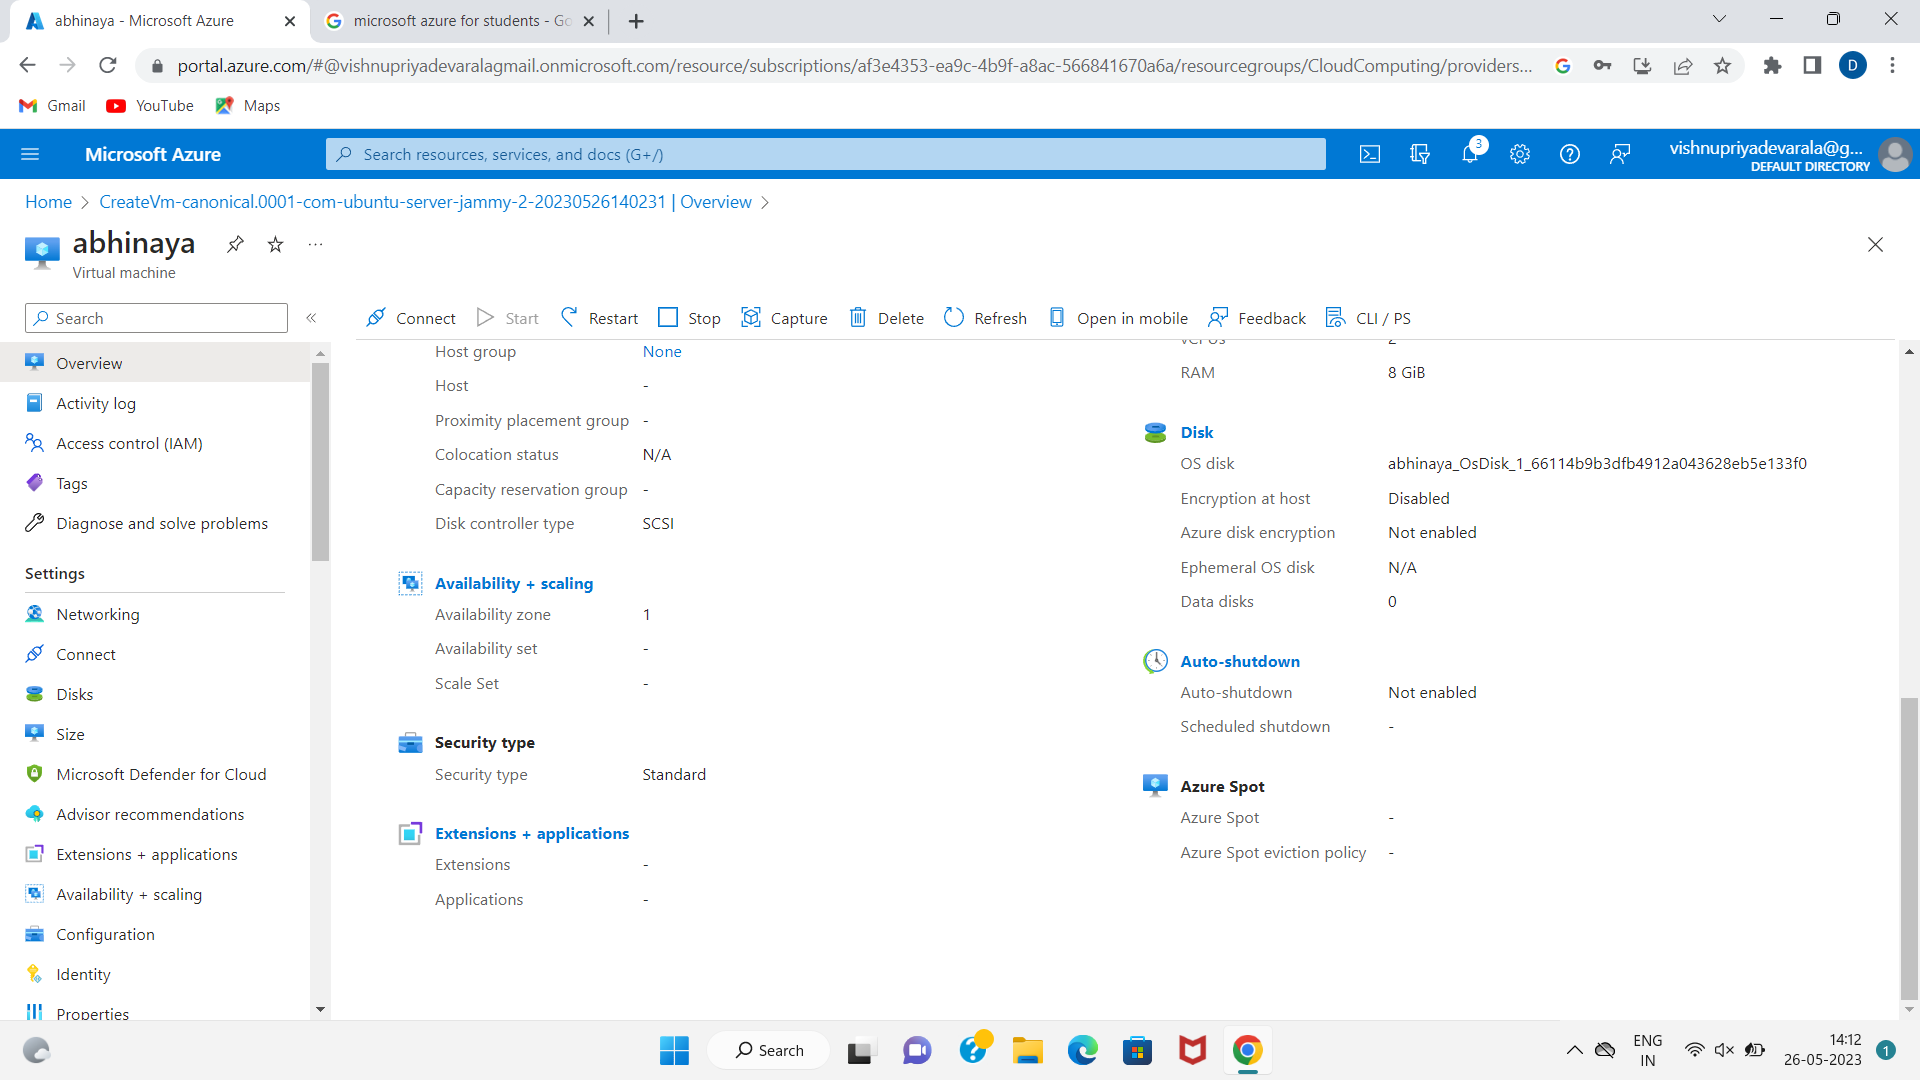 abhinaya - Microsoft Azure
microsoft azure for students - Go
portal.azure.com/#@vishnupriyadevaralagmail.onmicrosoft.com/resource/subscriptions/af3e4353-ea9c-4b9f-a8ac-566841670a6a/resourcegroups/CloudComputing/providers...
D
Gmail
YouTube
Maps
Microsoft Azure
Search resources, services, and docs (G+/)
3
vishnupriyadevarala@g...
DEFAULT DIRECTORY
Home
CreateVm-canonical.0001-com-ubuntu-server-jammy-2-20230526140231 | Overview
abhinaya
Virtual machine
Search
Connect
Start
Restart
Stop
Capture
Delete
Refresh
Open in mobile
Feedback
CLI / PS
Overview
Activity log
Access control (IAM)
Tags
Diagnose and solve problems
Settings
Networking
Connect
Disks
Size
Microsoft Defender for Cloud
Advisor recommendations
Extensions + applications
Availability + scaling
Configuration
Identity
Properties
Host group None
Host -
Proximity placement group -
Colocation status N/A
Capacity reservation group -
Disk controller type SCSI
Availability + scaling
Availability zone 1
Availability set -
Scale Set -
Security type
Security type Standard
Extensions + applications
Extensions -
Applications -
vCPUs 2
RAM 8 GiB
Disk
OS disk abhinaya_OsDisk_1_66114b9b3dfb4912a043628eb5e133f0
Encryption at host Disabled
Azure disk encryption Not enabled
Ephemeral OS disk N/A
Data disks 0
Auto-shutdown
Auto-shutdown Not enabled
Scheduled shutdown -
Azure Spot
Azure Spot -
Azure Spot eviction policy -
Search
ENG
IN
14:12
26-05-2023
1